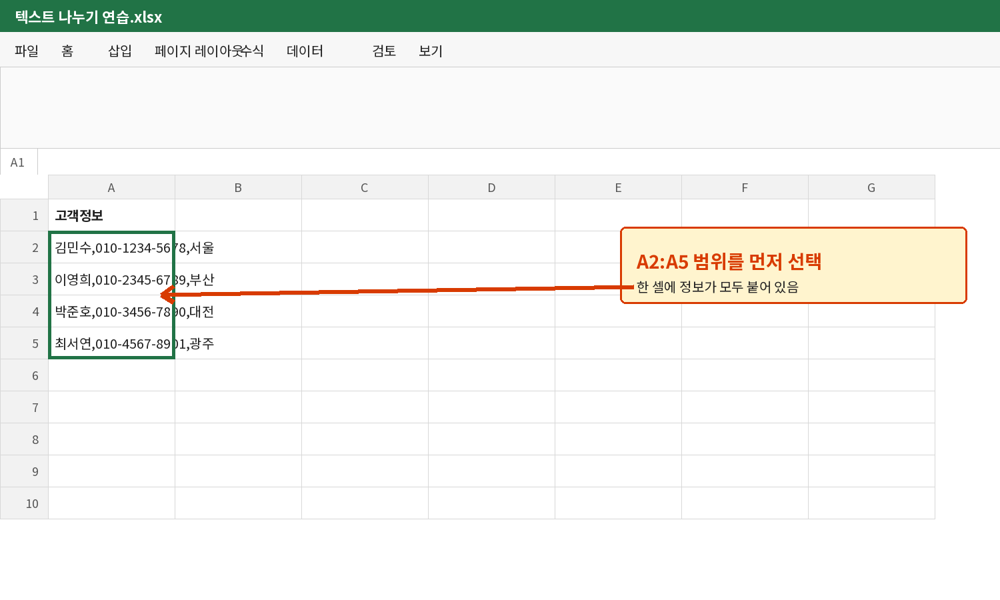 텍스트 나누기 연습.xlsx
파일 홈 삽입 페이지 레이아웃 수식 데이터 검토 보기
A1
A B C D E F G
1 고객정보
2 김민수,010-1234-5678,서울
A2:A5 범위를 먼저 선택
3 이영희,010-2345-6789,부산
한 셀에 정보가 모두 붙어 있음
4 박준호,010-3456-7890,대전
5 최서연,010-4567-8901,광주
6
7
8
9
10